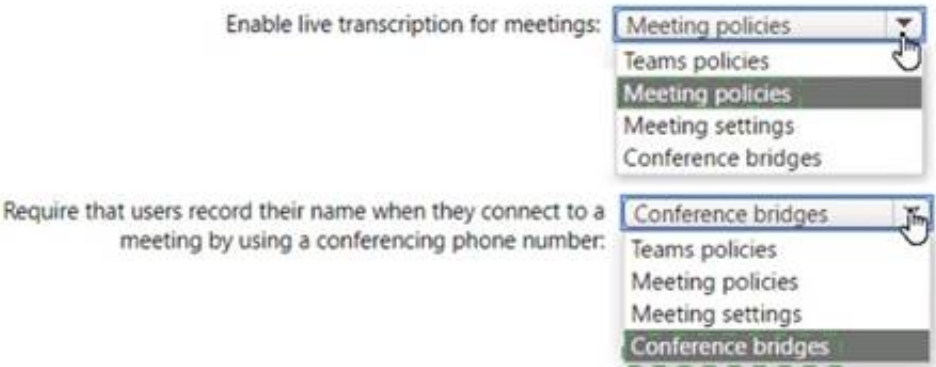 Enable live transcription for meetings: Meeting policies
Teams policies
Meeting policies
Meeting settings
Conference bridges
Require that users record their name when they connect to a Conference bridges
meeting by using a conferencing phone number:
Teams policies
Meeting policies
Meeting settings
Conference bridges